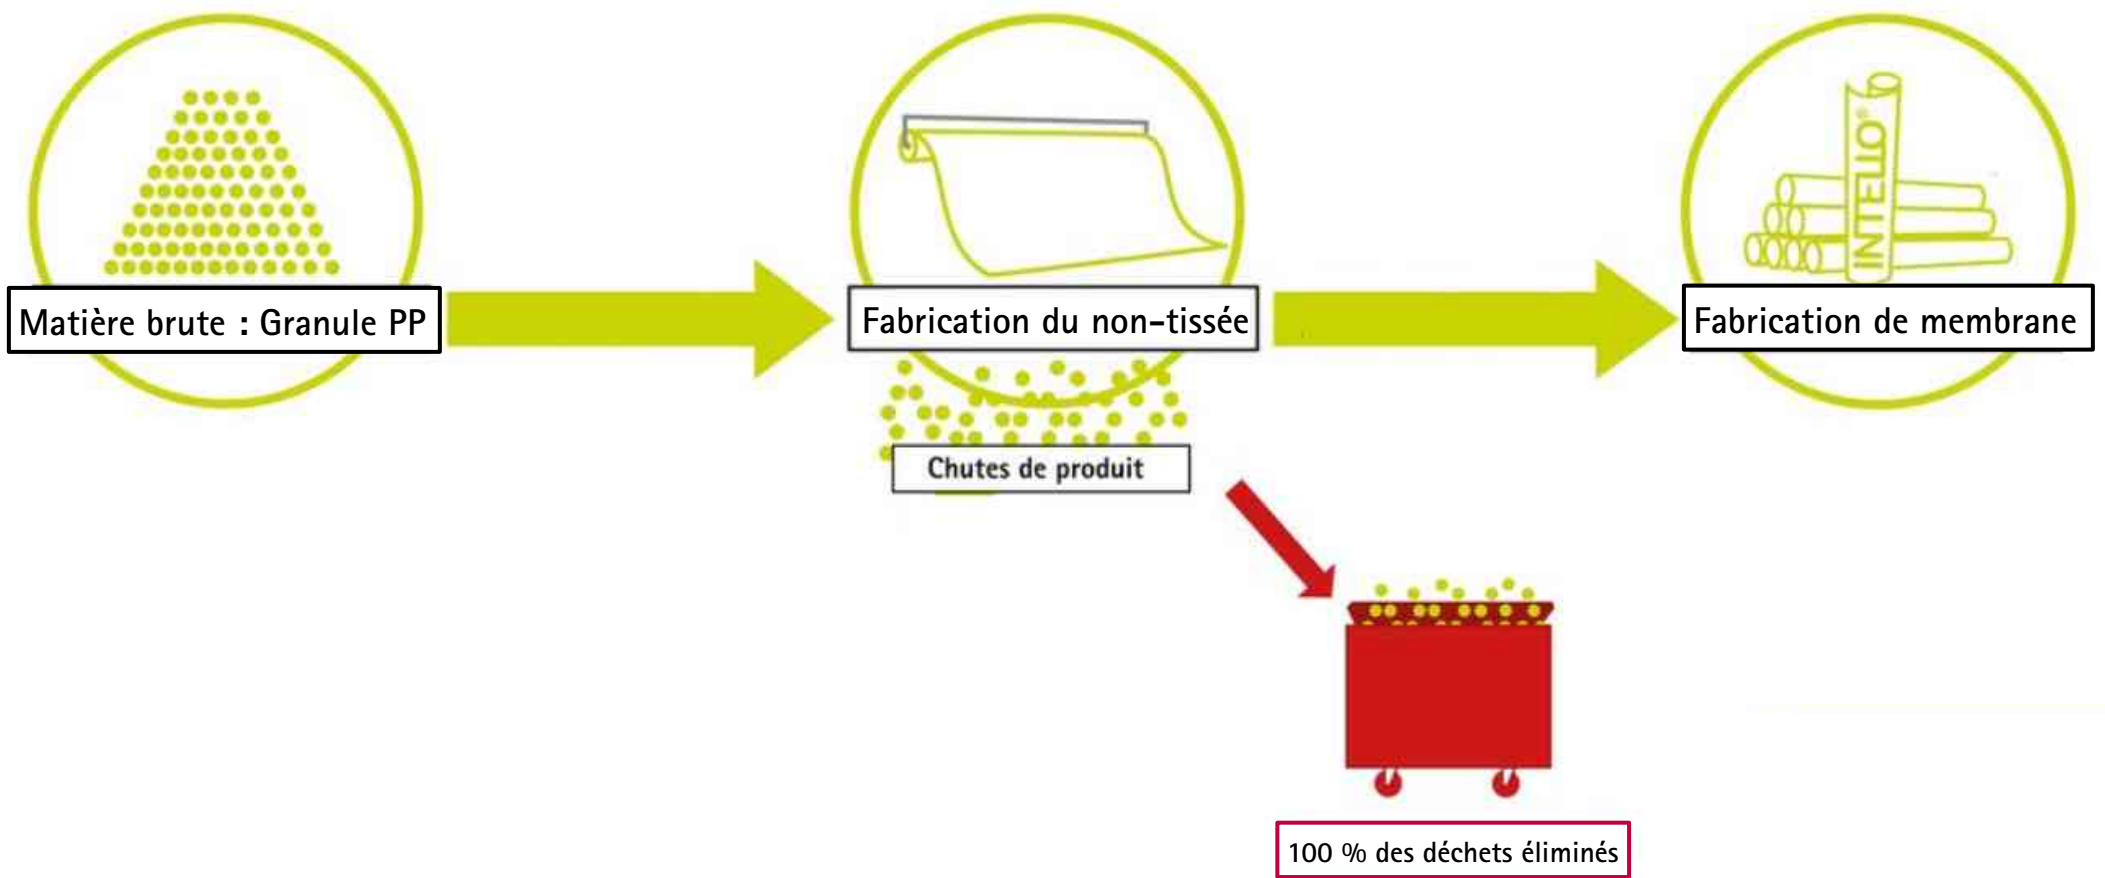 INTELLO®
Matière brute : Granule PP
Fabrication du non-tissée
Fabrication de membrane
Chutes de produit
100 % des déchets éliminés